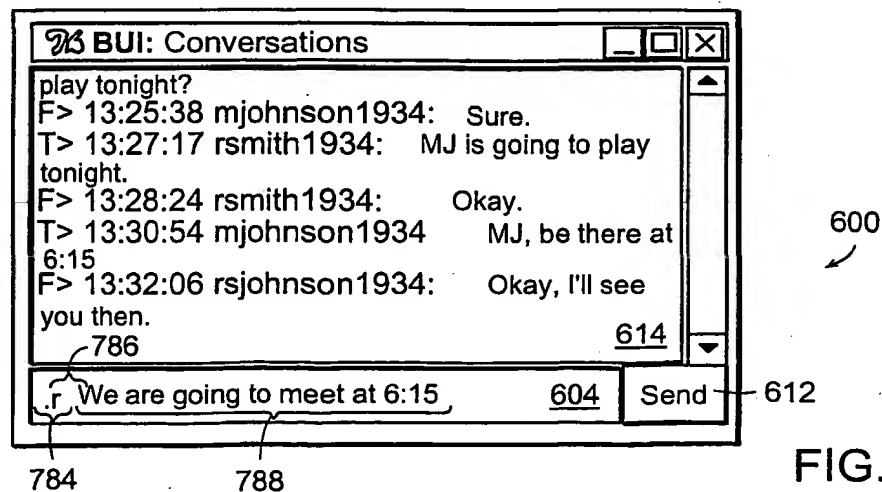 BUI: Conversations
play tonight?
F> 13:25:38 mjohnson1934: Sure.
T> 13:27:17 rsmith1934: MJ is going to play
tonight.
F> 13:28:24 rsmith1934: Okay.
T> 13:30:54 mjohnson1934 MJ, be there at
6:15
F> 13:32:06 rsjohnson1934: Okay, I'll see
you then.
600
614
786
.r We are going to meet at 6:15 604 Send 612
784 788
FIG.